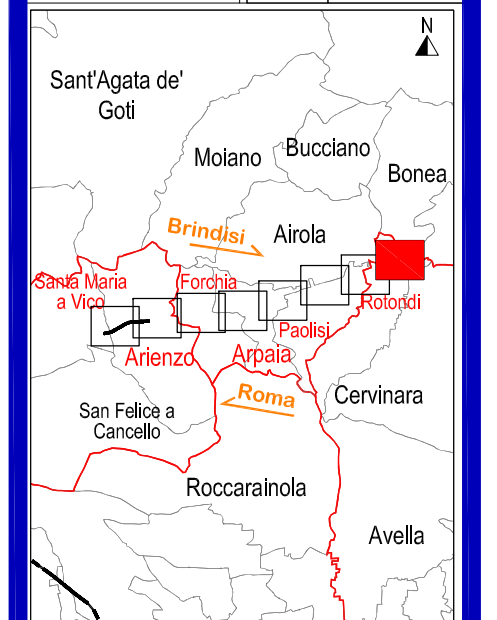 N
Sant'Agata de'
Goti
Bucciano
Moiano
Bonea
Brindisi
Airola
Santa Maria
a Vico
Forchia
Rotondi
Paolisi
Arienzo
Arpaia
Roma
Cervinara
San Felice a
Cancello
Roccarainola
Avella